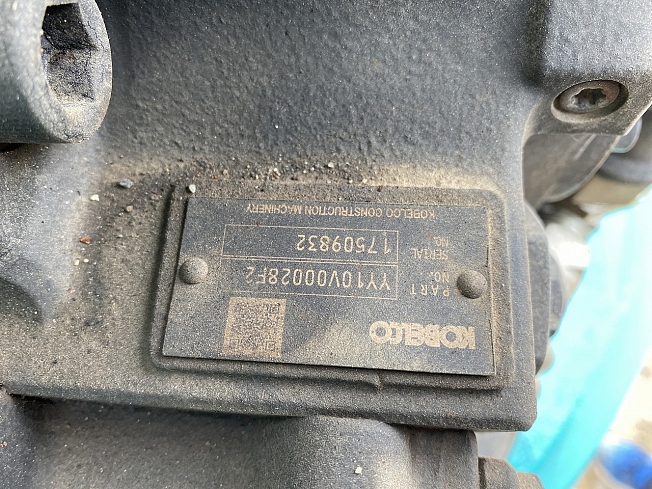 KOBELCO
PART NO. YY10V00028F2
SERIAL NO. 17509832
KOBELCO CONSTRUCTION MACHINERY